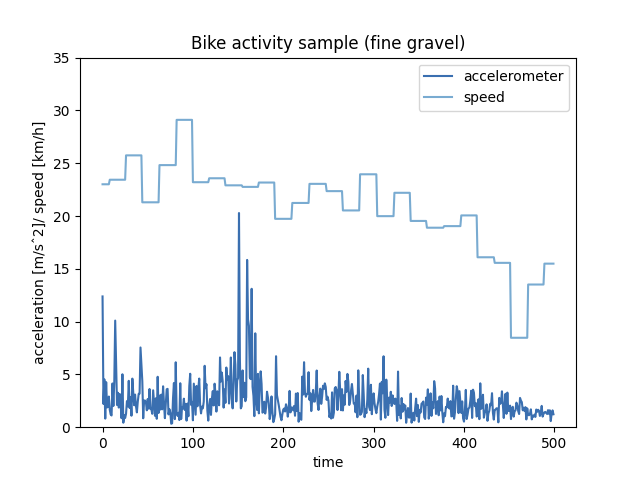 Bike activity sample (fine gravel)
accelerometer
speed
35
30
25
20
15
10
5
0
acceleration [m/s^2]/ speed [km/h]
0 100 200 300 400 500
time